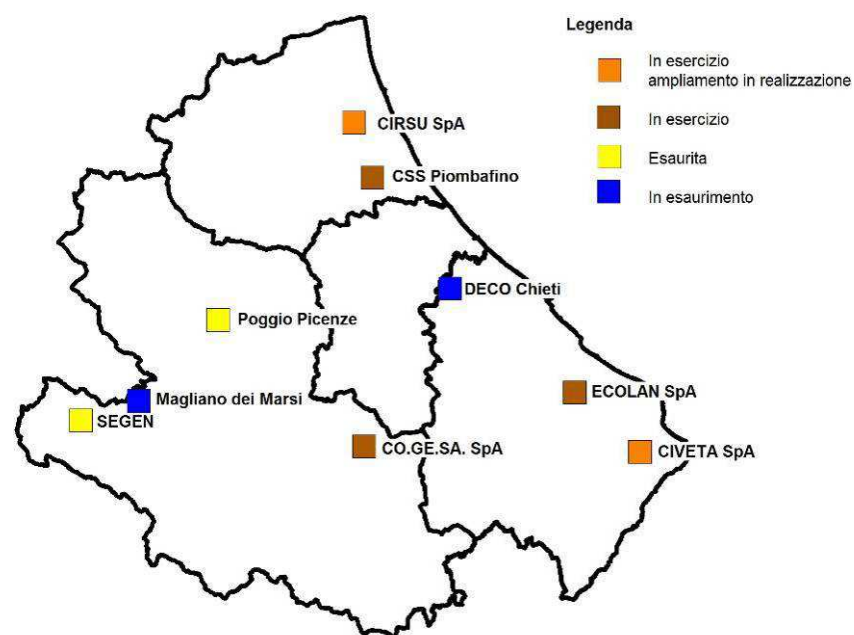 Legenda
In esercizio
ampliamento in realizzazione
In esercizio
Esaurita
In esaurimento
CIRSU SpA
CSS Piombafino
DECO Chieti
Poggio Picenze
Magliano dei Marsi
SEGEN
ECOLAN SpA
CO.GE.SA. SpA
CIVETA SpA